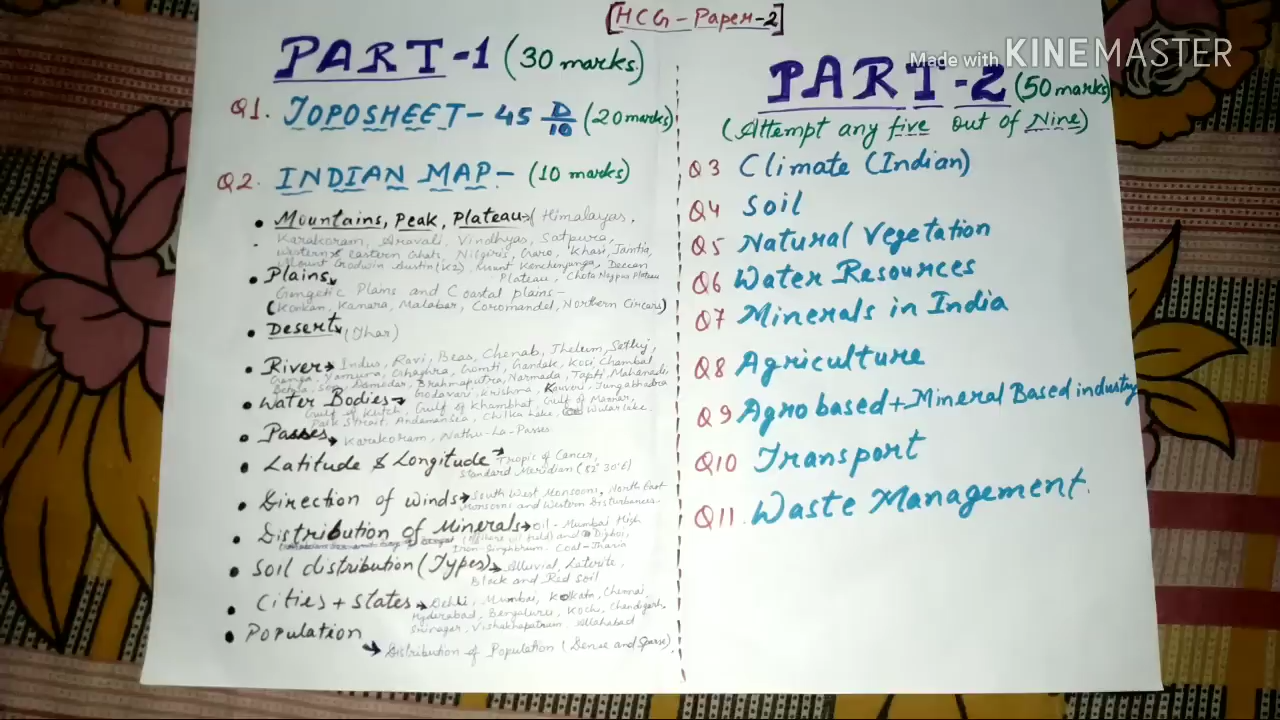 [HCG-Paper-2]
Made with KINEMASTER
PART-1 (30 marks)
Q1. TOPOSHEET - 45 D/10 (20 marks)
Q2. INDIAN MAP - (10 marks)
• Mountains, Peak, Plateau → (Himalayas,
Karakoram, Aravali, Vindhyas, Satpura,
western & eastern Ghats, Nilgiris, Garo, Khasi, Jantia,
Mount Godwin Austin (K2), Mount Kanchenjunga, Deccan
Plateau, Chota Nagpur Plateau
• Plains →
Gangetic Plains and Coastal plains -
(Konkan, Kanara, Malabar, Coromandel, Northern Circars)
• Desert → (Thar)
• River → Indus, Ravi, Beas, Chenab, Jhelum, Satluj,
Ganga, Yamuna, Ghaghra, Gomti, Gandak, Kosi Chambal
Son, Damodar, Brahmaputra, Narmada, Tapti Mahanadi,
Godavari, Krishna, Kaveri, Tungabhadra
• Water Bodies →
Gulf of Kutch, Gulf of Khambhat, Gulf of Mannar,
Palk Strait, Andaman Sea, Chilka Lake, Wular Lake.
• Passes → Karakoram, Nathu-La-Passes
• Latitude & Longitude → Tropic of Cancer,
Standard Meridian (82° 30'E)
• Direction of winds → South West Monsoons, North East
Monsoons and Western Disturbances.
• Distribution of Minerals → oil - Mumbai High
(offshore oil field) and Digboi,
Iron-Singhbhum. Coal-Jharia
• Soil distribution (Types) → Alluvial, Laterite,
Black and Red soil
• Cities + States → Dehli, Mumbai, Kolkata, Chennai,
Hyderabad, Bengaluru, Kochi, Chandigarh,
Srinagar, Vishakhapatnam, Allahabad
• Population
→ Distribution of Population (Dense and Sparse).
PART-2 (50 marks)
(Attempt any five out of Nine)
Q3 Climate (Indian)
Q4 Soil
Q5 Natural Vegetation
Q6 Water Resources
Q7 Minerals in India
Q8 Agriculture
Q9 Agro based + Mineral Based industry
Q10 Transport
Q11. Waste Management.